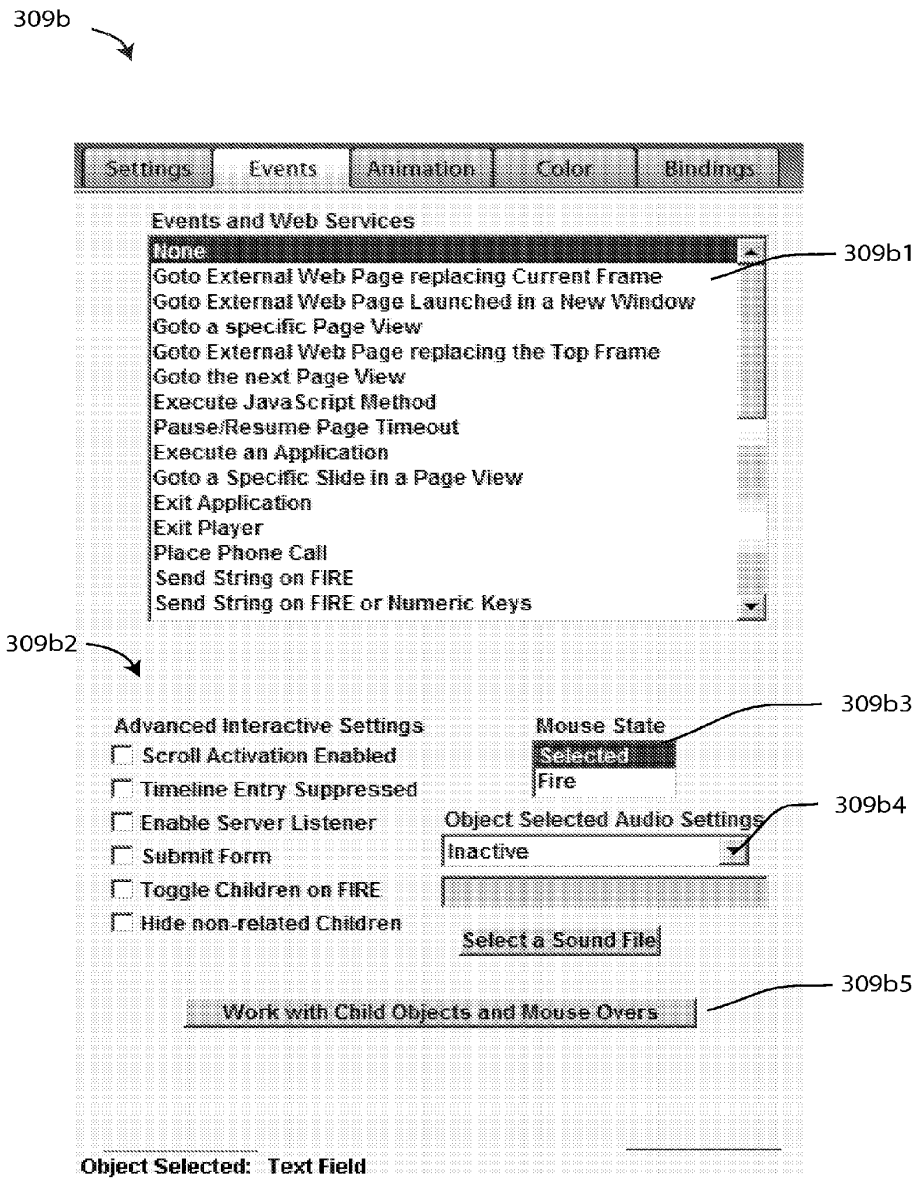 309b
Settings Events Animation Color Bindings
Events and Web Services
None
309b1
Goto External Web Page replacing Current Frame
Goto External Web Page Launched in a New Window
Goto a specific Page View
Goto External Web Page replacing the Top Frame
Goto the next Page View
Execute JavaScript Method
Pause/Resume Page Timeout
Execute an Application
Goto a Specific Slide in a Page View
Exit Application
Exit Player
Place Phone Call
Send String on FIRE
Send String on FIRE or Numeric Keys
309b2
309b3
Advanced Interactive Settings Mouse State
Scroll Activation Enabled Selected
Timeline Entry Suppressed Fire
309b4
Enable Server Listener Object Selected Audio Settings
Submit Form Inactive
Toggle Children on FIRE
Hide non-related Children
Select a Sound File
309b5
Work with Child Objects and Mouse Overs
Object Selected: Text Field